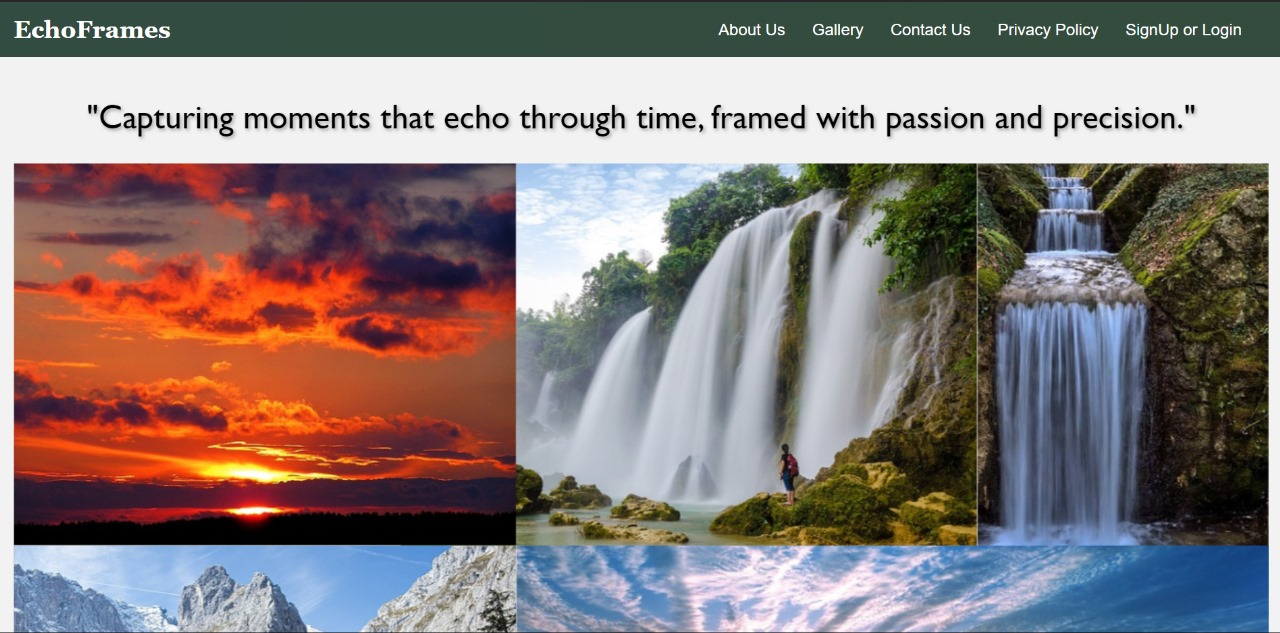 EchoFrames
About Us Gallery Contact Us Privacy Policy SignUp or Login
"Capturing moments that echo through time, framed with passion and precision."